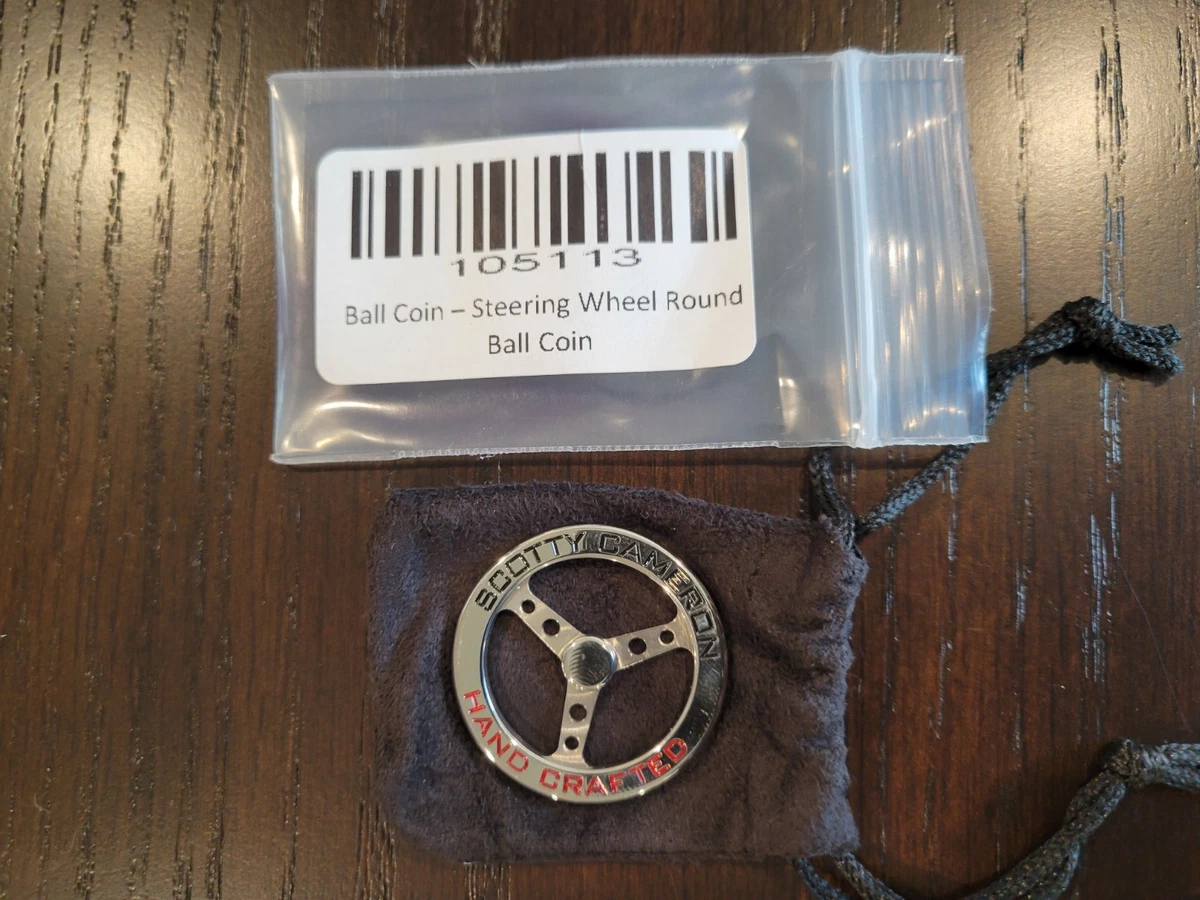 105113
Ball Coin – Steering Wheel Round
Ball Coin
SCOTTY CAMERON
HAND CRAFTED